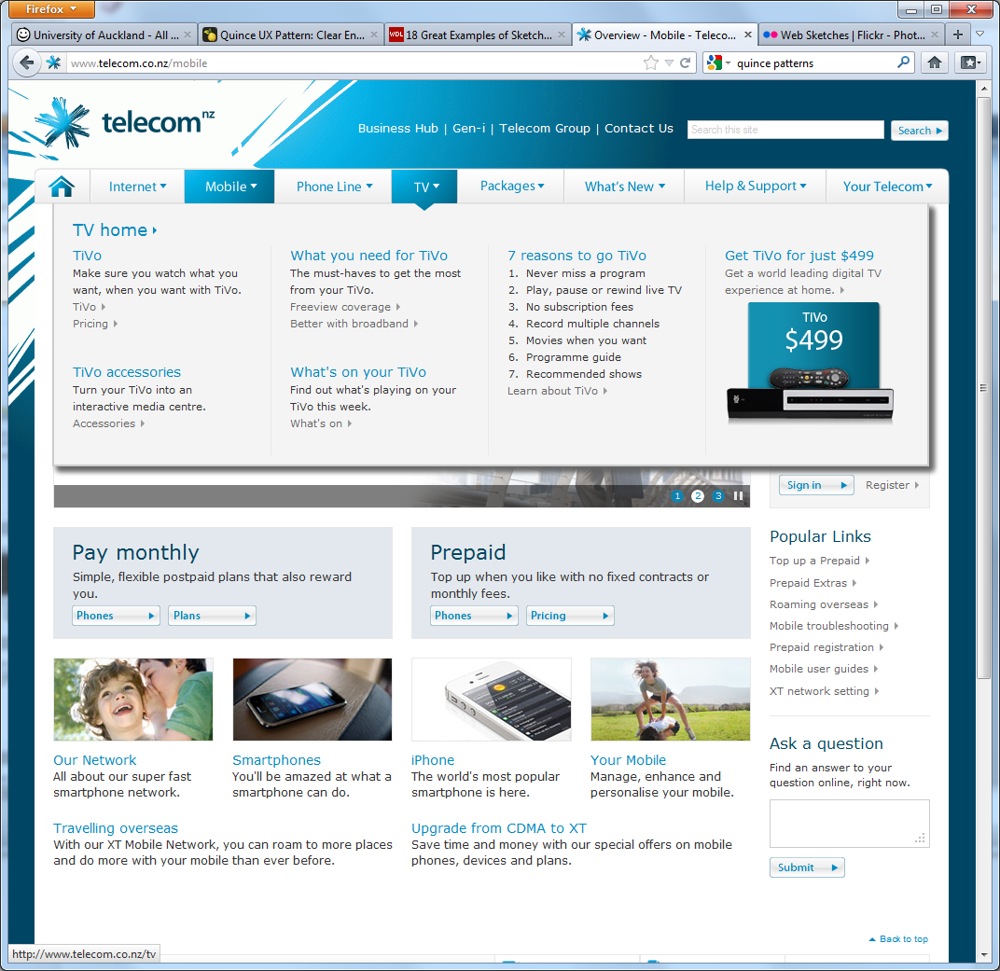 Firefox
University of Auckland - All ...
Quince UX Pattern: Clear En...
WDL 18 Great Examples of Sketch...
Overview - Mobile - Teleco...
Web Sketches | Flickr - Phot...
www.telecom.co.nz/mobile
quince patterns
telecom nz
Business Hub | Gen-i | Telecom Group | Contact Us
Search this site
Search
Internet
Mobile
Phone Line
TV
Packages
What's New
Help & Support
Your Telecom
TV home
TiVo
Make sure you watch what you
want, when you want with TiVo.
TiVo
Pricing
TiVo accessories
Turn your TiVo into an
interactive media centre.
Accessories
What you need for TiVo
The must-haves to get the most
from your TiVo.
Freeview coverage
Better with broadband
What's on your TiVo
Find out what's playing on your
TiVo this week.
What's on
7 reasons to go TiVo
1. Never miss a program
2. Play, pause or rewind live TV
3. No subscription fees
4. Record multiple channels
5. Movies when you want
6. Programme guide
7. Recommended shows
Learn about TiVo
Get TiVo for just $499
Get a world leading digital TV
experience at home.
TiVo
$499
1 2 3
Sign in
Register
Pay monthly
Simple, flexible postpaid plans that also reward
you.
Phones
Plans
Prepaid
Top up when you like with no fixed contracts or
monthly fees.
Phones
Pricing
Popular Links
Top up a Prepaid
Prepaid Extras
Roaming overseas
Mobile troubleshooting
Prepaid registration
Mobile user guides
XT network setting
Our Network
All about our super fast
smartphone network.
Smartphones
You'll be amazed at what a
smartphone can do.
iPhone
The world's most popular
smartphone is here.
Your Mobile
Manage, enhance and
personalise your mobile.
Travelling overseas
With our XT Mobile Network, you can roam to more places
and do more with your mobile than ever before.
Upgrade from CDMA to XT
Save time and money with our special offers on mobile
phones, devices and plans.
Ask a question
Find an answer to your
question online, right now.
Submit
Back to top
http://www.telecom.co.nz/tv